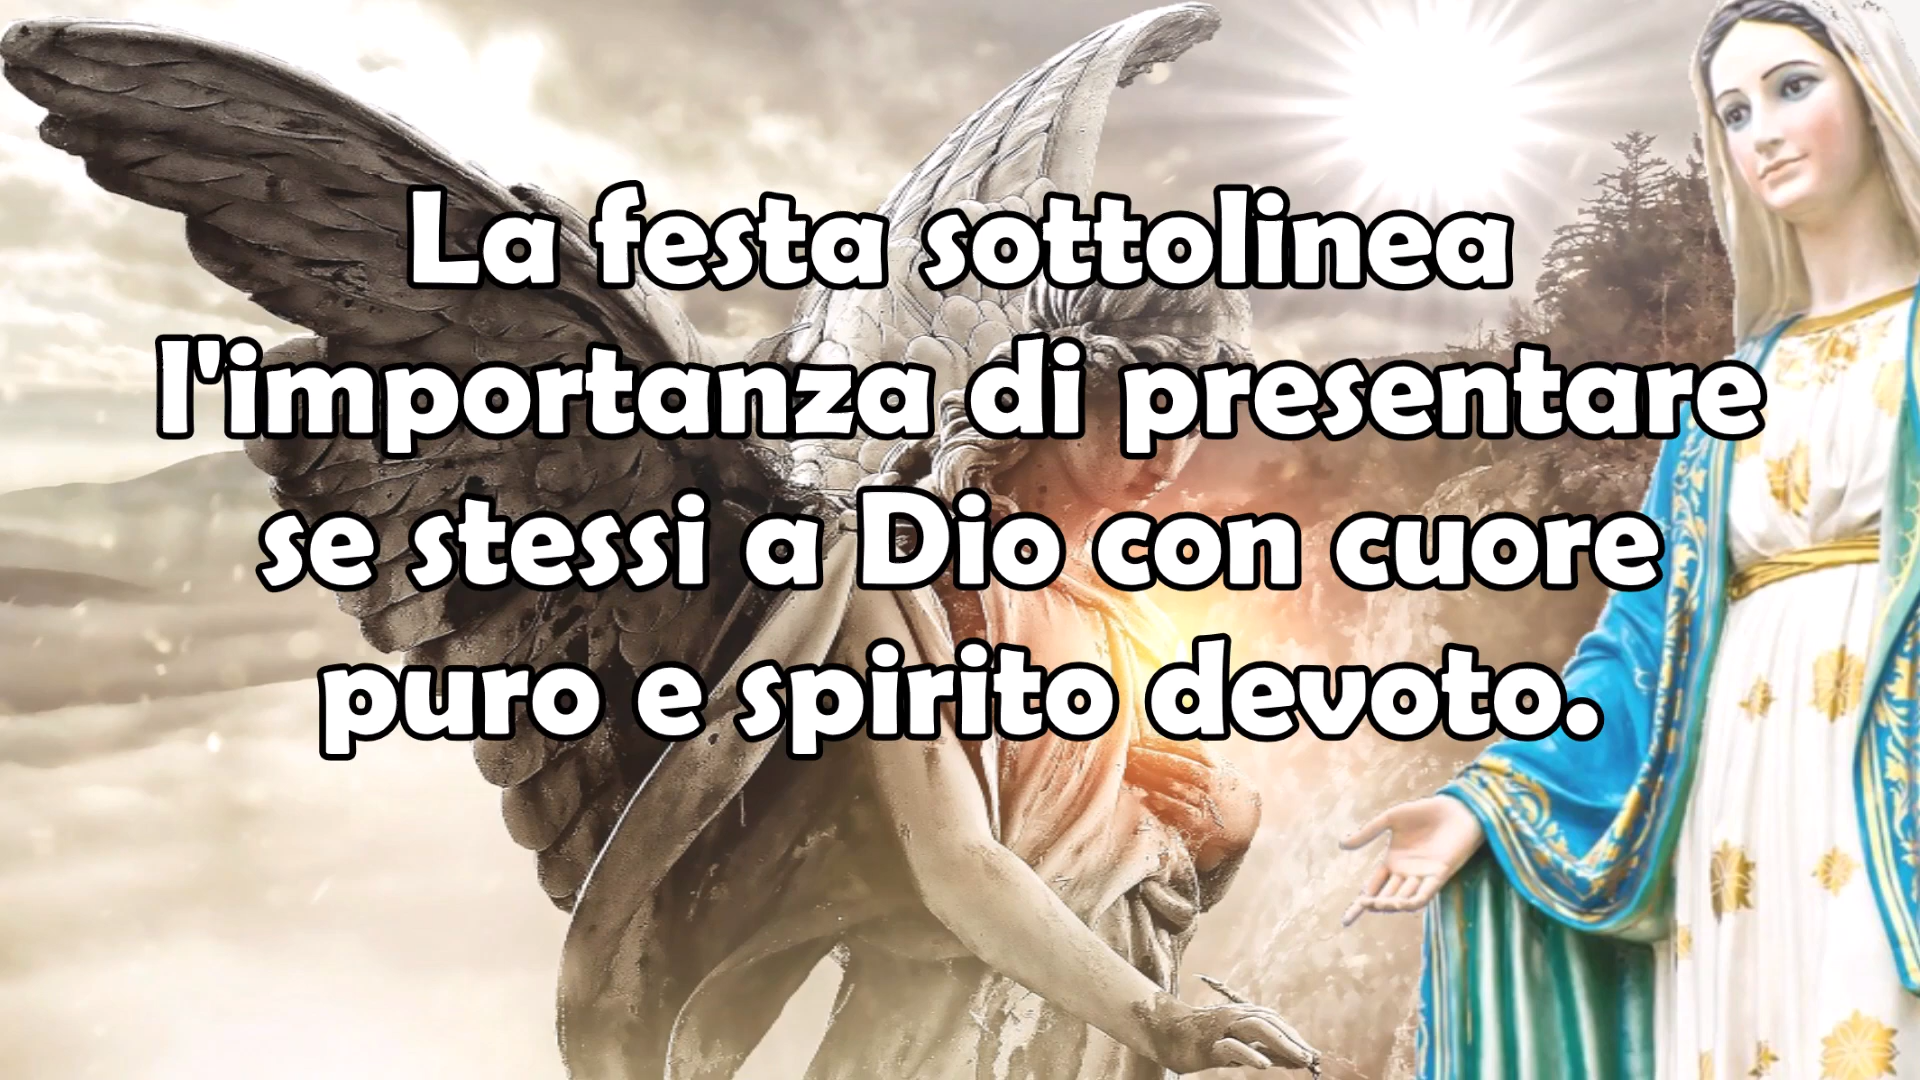 La festa sottolinea
l'importanza di presentare
se stessi a Dio con cuore
puro e spirito devoto.